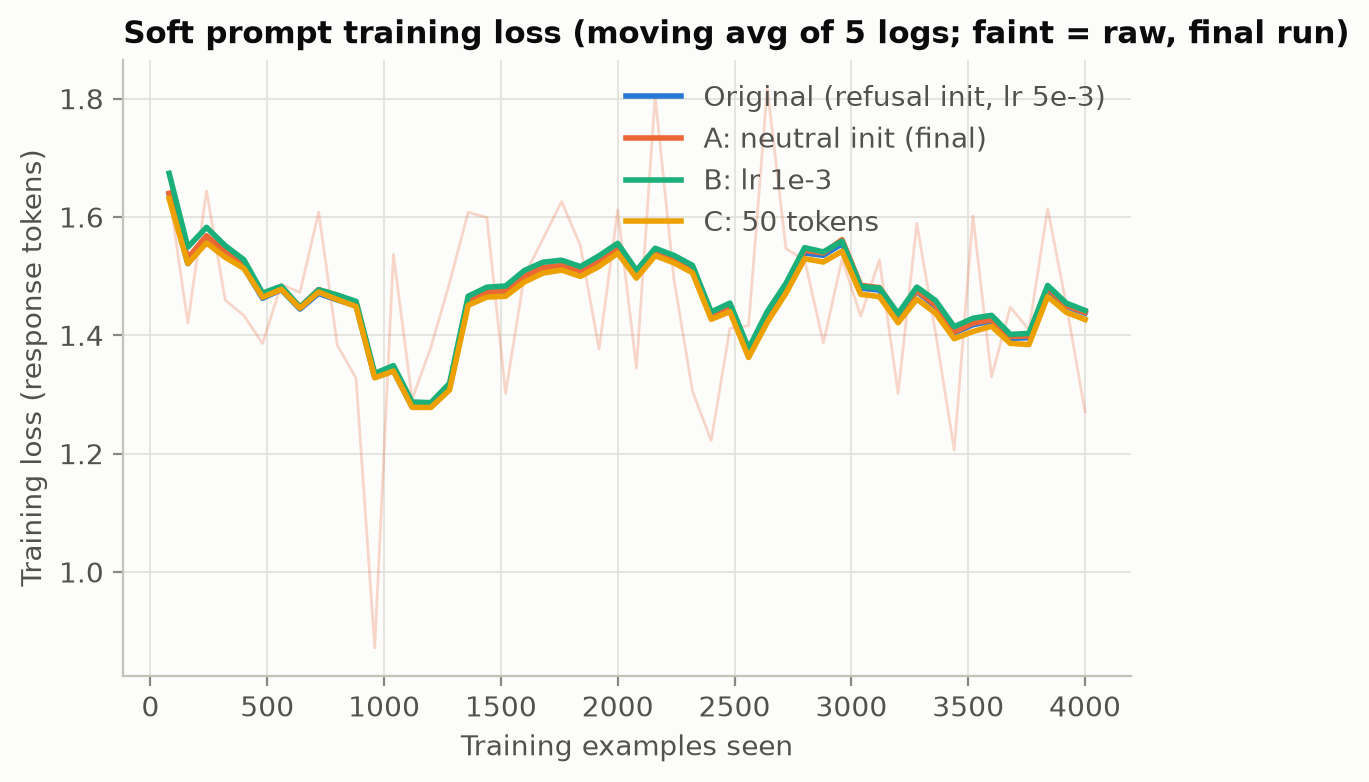 Soft prompt training loss (moving avg of 5 logs; faint = raw, final run)
Original (refusal init, lr 5e-3)
A: neutral init (final)
B: lr 1e-3
C: 50 tokens
Training loss (response tokens)
1.8
1.6
1.4
1.2
1.0
0 500 1000 1500 2000 2500 3000 3500 4000
Training examples seen